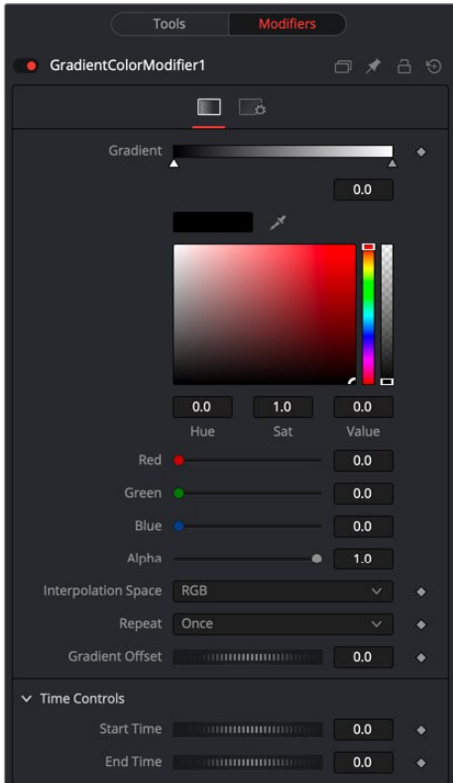 Tools Modifiers
GradientColorModifier1
Gradient
0.0
0.0 1.0 0.0
Hue Sat Value
Red 0.0
Green 0.0
Blue 0.0
Alpha 1.0
Interpolation Space RGB
Repeat Once
Gradient Offset 0.0
Time Controls
Start Time 0.0
End Time 0.0